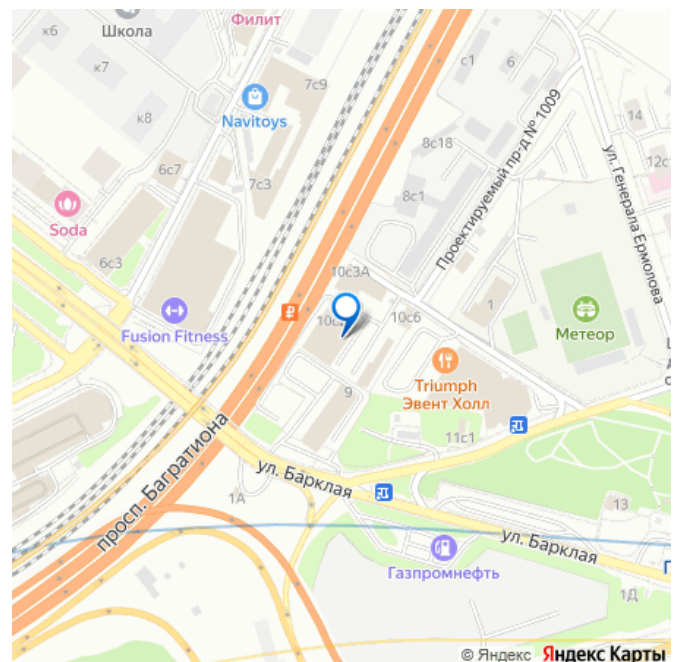 Филит
к6
Школа
с1
6
к7
7с9
Navitoys
14
к8
8с18
Проектируемый пр-д № 1009
ул. Генерала Ермолова
6с7
7с3
8с1
Soda
6с3
10с3А
1
10с6
Fusion Fitness
Метеор
Triumph
Эвент Холл
9
11с1
просп. Багратиона
ул. Барклая
1А
13
ул. Барклая
Газпромнефть
1Д
© Яндекс Яндекс Карты